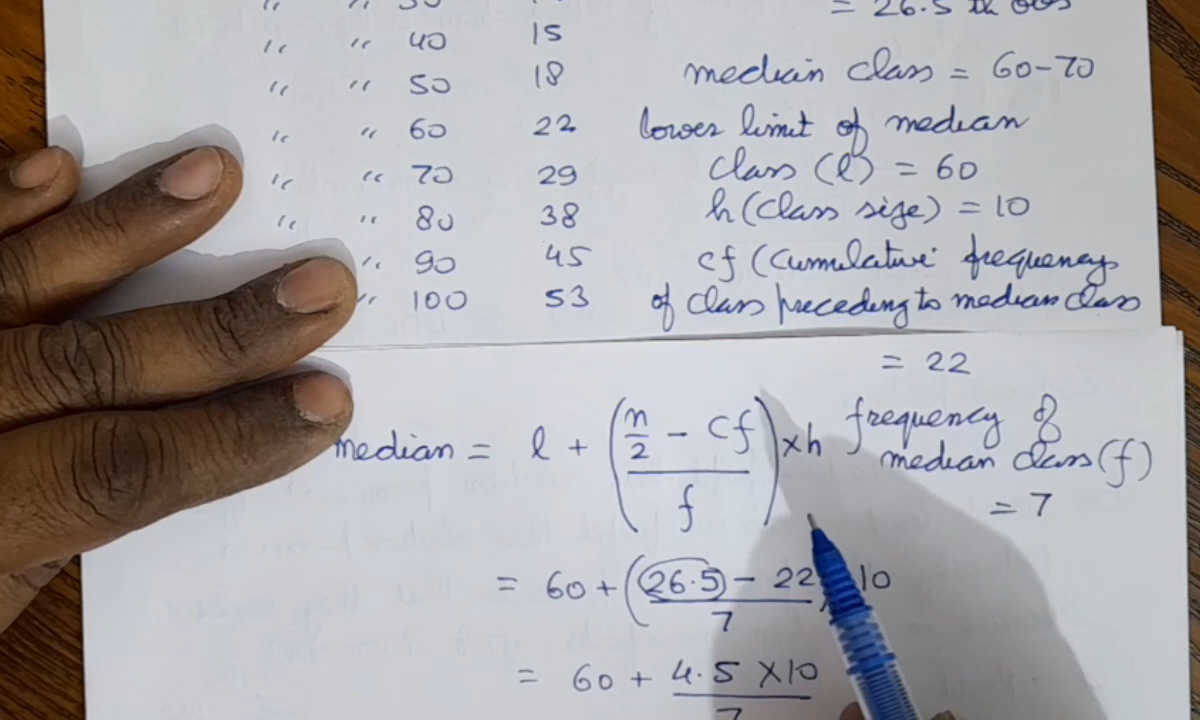 = 26.5 th obs
" " 40 15
" " 50 18
median class = 60-70
" " 60 22
lower limit of median
class (l) = 60
" " 70 29
" " 80 38
h (class size) = 10
" 90 45
cf (cumulative frequency
" 100 53
of class preceding to median class
= 22
median = l + (n/2 - cf / f) × h
frequency of
median class (f)
= 7
= 60 + (26.5 - 22 / 7) 10
= 60 + 4.5 × 10 / 7